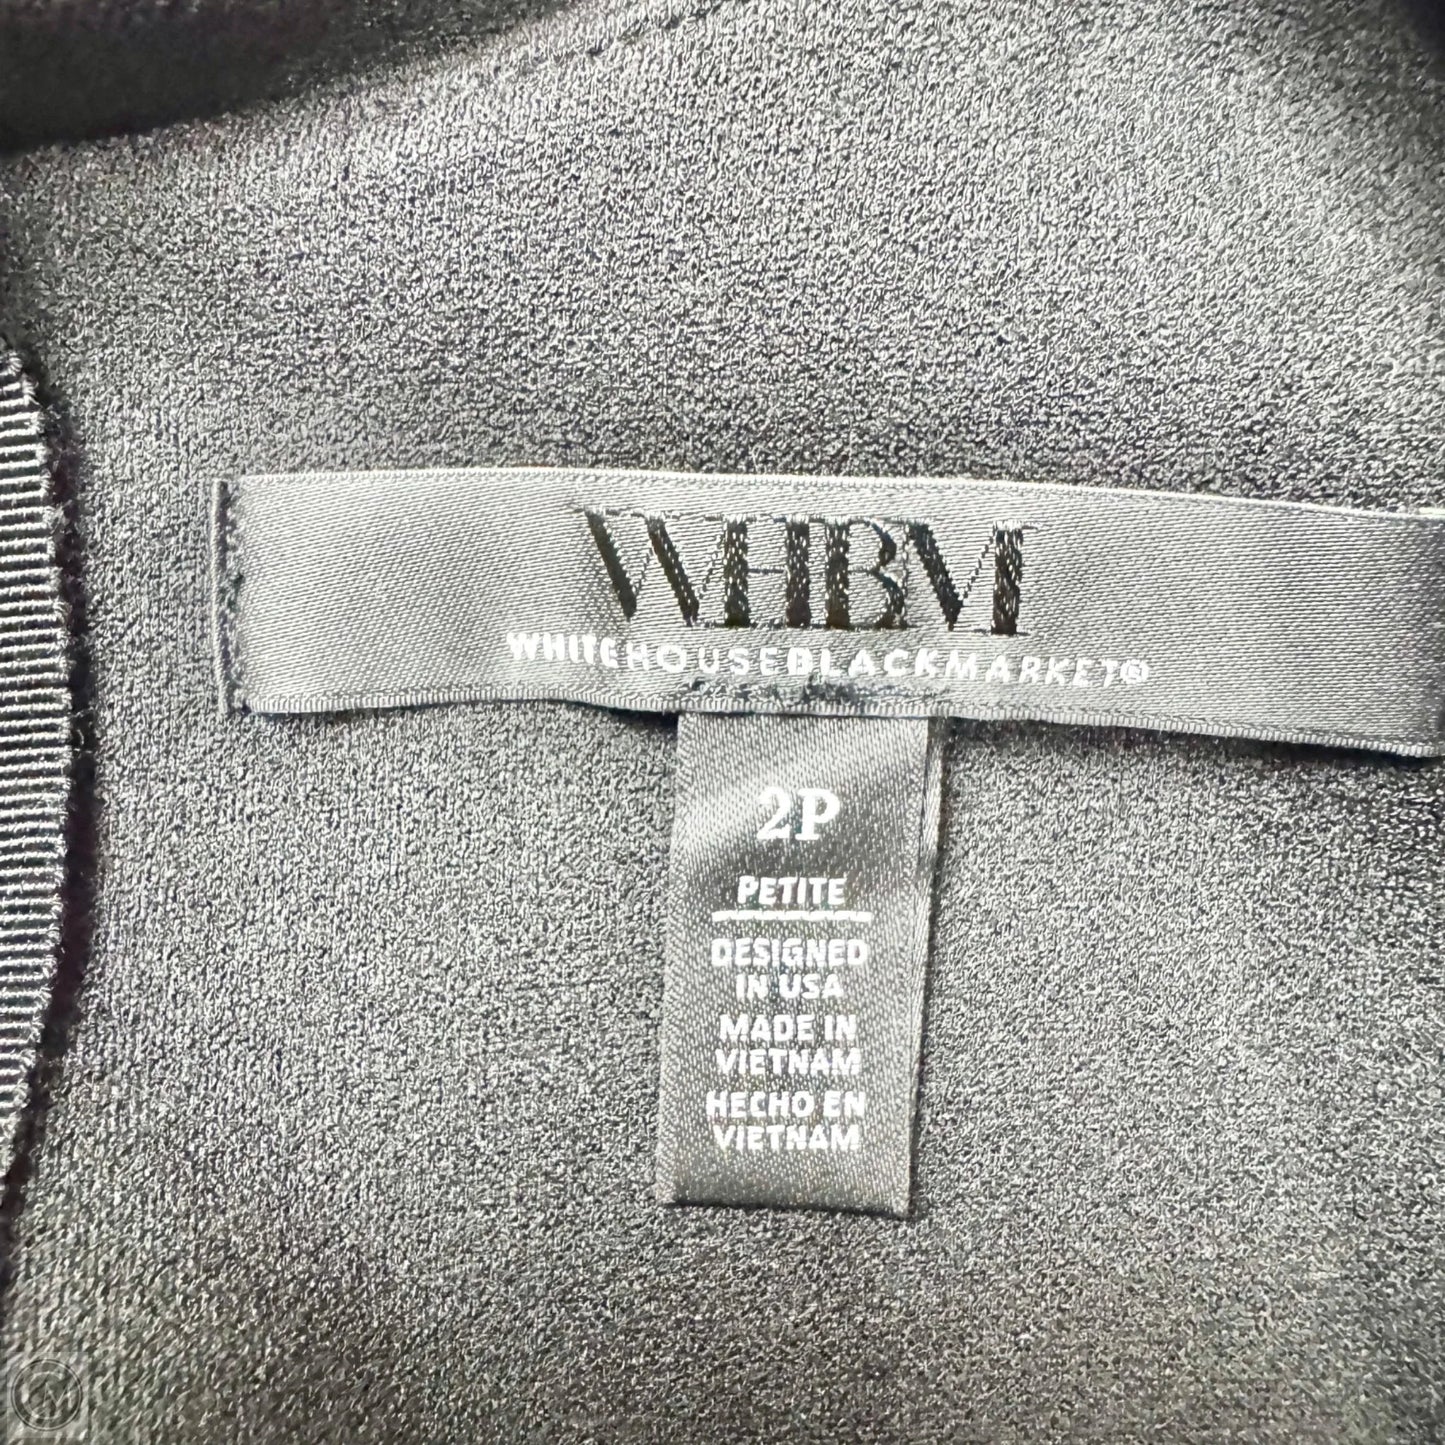 WHBM
WHITEHOUSEBLACKMARKET®
2P
PETITE
DESIGNED
IN USA
MADE IN
VIETNAM
HECHO EN
VIETNAM